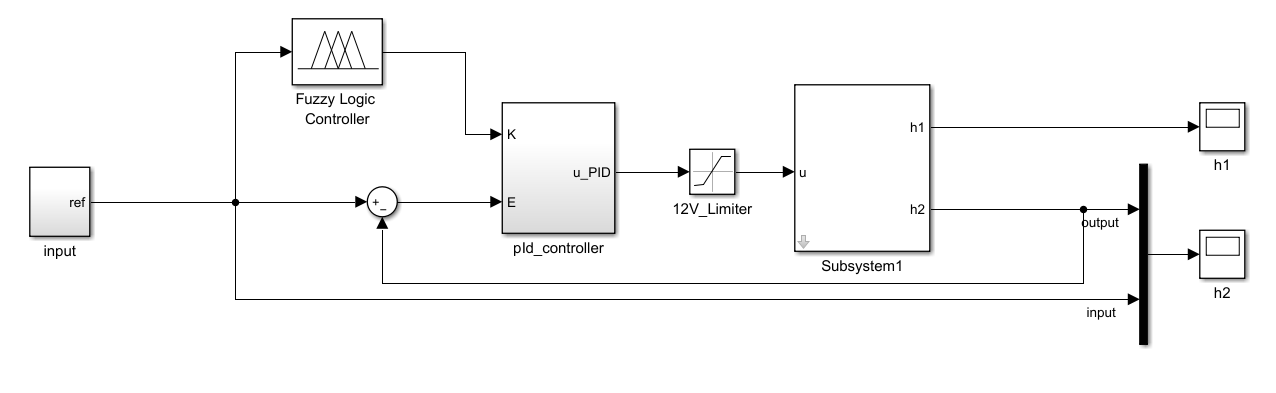 Fuzzy Logic
Controller
K
u_PID
E
pId_controller
ref
input
+
_
12V_Limiter
u
h1
h2
Subsystem1
h1
output
input
h2